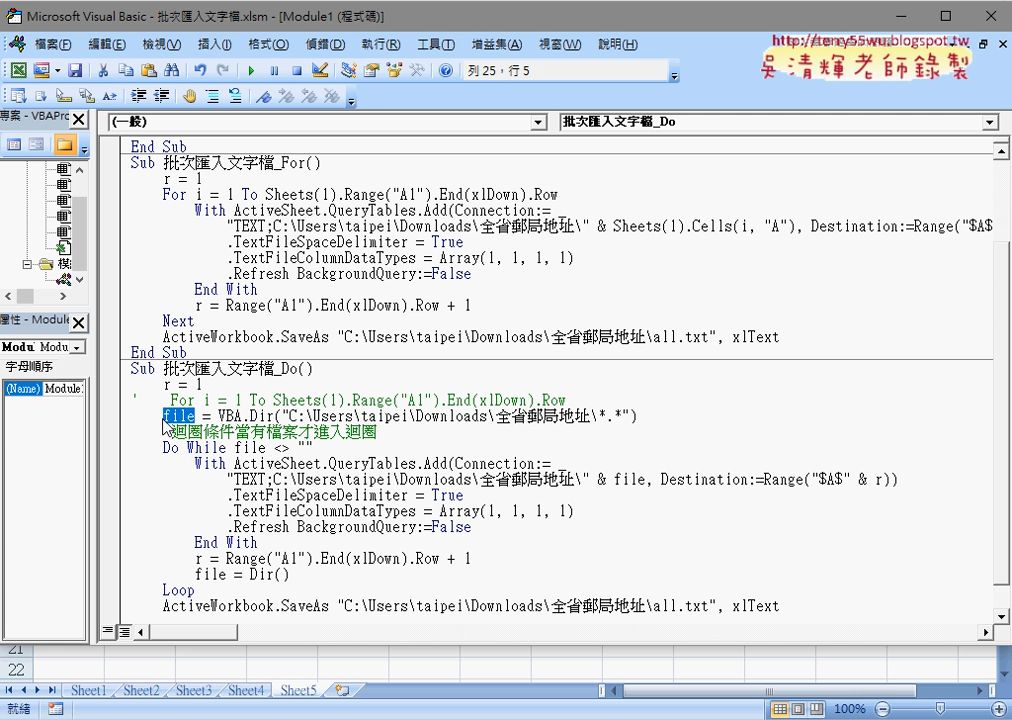 Microsoft Visual Basic - 批次匯入文字檔.xlsm - [Module1 (程式碼)]
檔案(F) 編輯(E) 檢視(V) 插入(I) 格式(O) 偵錯(D) 執行(R) 工具(T) 增益集(A) 視窗(W) 說明(H)
http://terry55wu.blogspot.tw
吳清輝老師錄製
列 25，行 5
專案 - VBAPro
(一般)
批次匯入文字檔_Do
End Sub
Sub 批次匯入文字檔_For()
r = 1
For i = 1 To Sheets(1).Range("A1").End(xlDown).Row
With ActiveSheet.QueryTables.Add(Connection:= _
"TEXT;C:\Users\taipei\Downloads\全省郵局地址\" & Sheets(1).Cells(i, "A"), Destination:=Range("$A$
.TextFileSpaceDelimiter = True
.TextFileColumnDataTypes = Array(1, 1, 1, 1)
.Refresh BackgroundQuery:=False
End With
r = Range("A1").End(xlDown).Row + 1
Next
ActiveWorkbook.SaveAs "C:\Users\taipei\Downloads\全省郵局地址\all.txt", xlText
End Sub
Sub 批次匯入文字檔_Do()
r = 1
' For i = 1 To Sheets(1).Range("A1").End(xlDown).Row
file = VBA.Dir("C:\Users\taipei\Downloads\全省郵局地址\*.*")
迴圈條件當有檔案才進入迴圈
Do While file <> ""
With ActiveSheet.QueryTables.Add(Connection:= _
"TEXT;C:\Users\taipei\Downloads\全省郵局地址\" & file, Destination:=Range("$A$" & r))
.TextFileSpaceDelimiter = True
.TextFileColumnDataTypes = Array(1, 1, 1, 1)
.Refresh BackgroundQuery:=False
End With
r = Range("A1").End(xlDown).Row + 1
file = Dir()
Loop
ActiveWorkbook.SaveAs "C:\Users\taipei\Downloads\全省郵局地址\all.txt", xlText
模
屬性 - Module
Modu Modu
字母順序
(Name) Module
21
22
Sheet1 Sheet2 Sheet3 Sheet4 Sheet5
就緒
100%